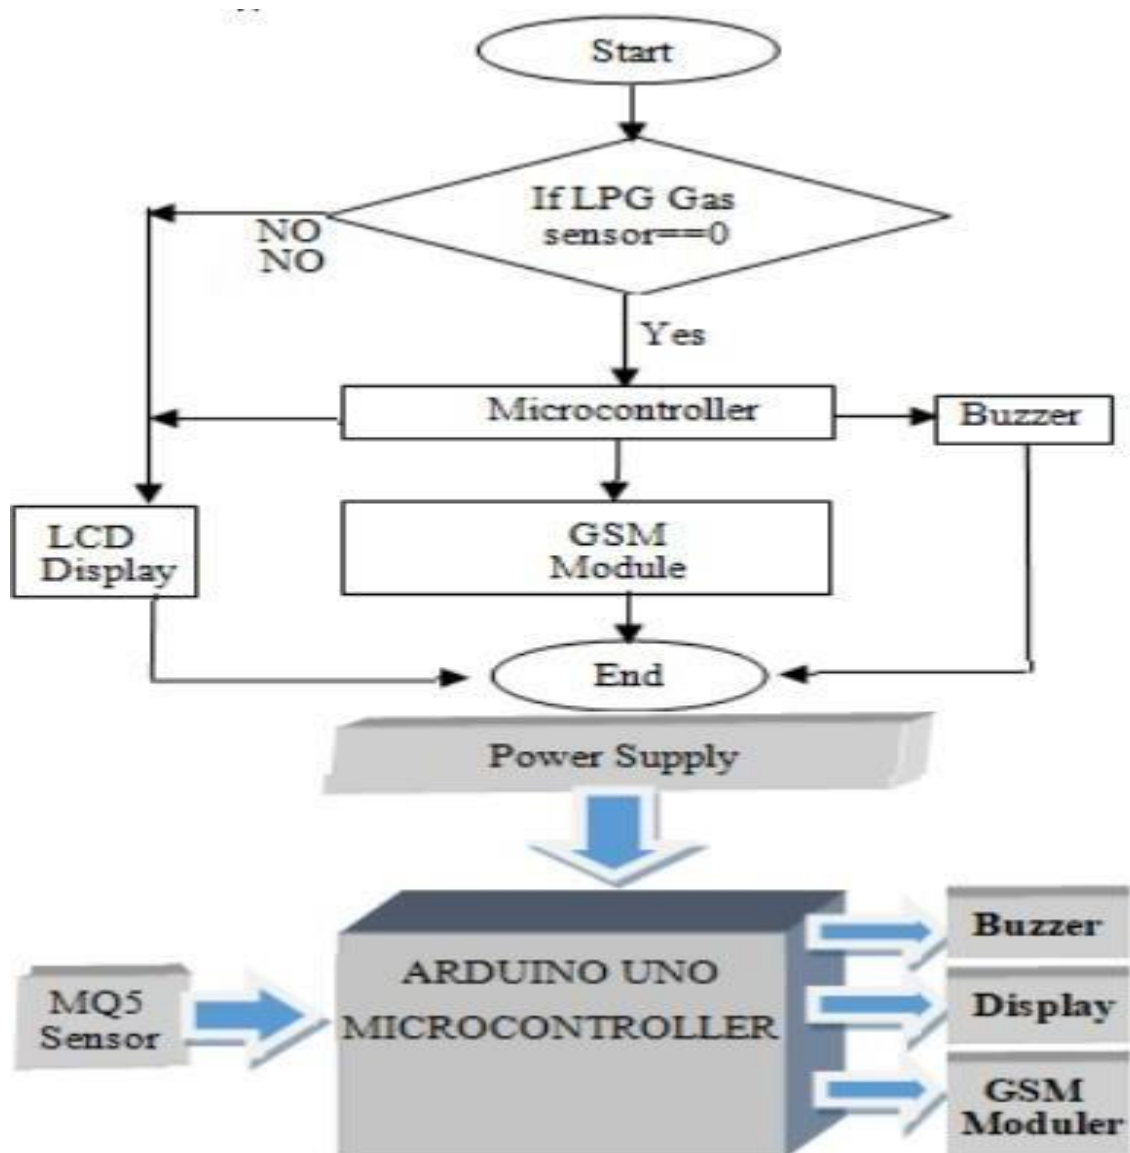 Start
If LPG Gas
sensor==0
NO
NO
Yes
Microcontroller
Buzzer
LCD
Display
GSM
Module
End
Power Supply
MQ5
Sensor
ARDUINO UNO
MICROCONTROLLER
Buzzer
Display
GSM
Moduler